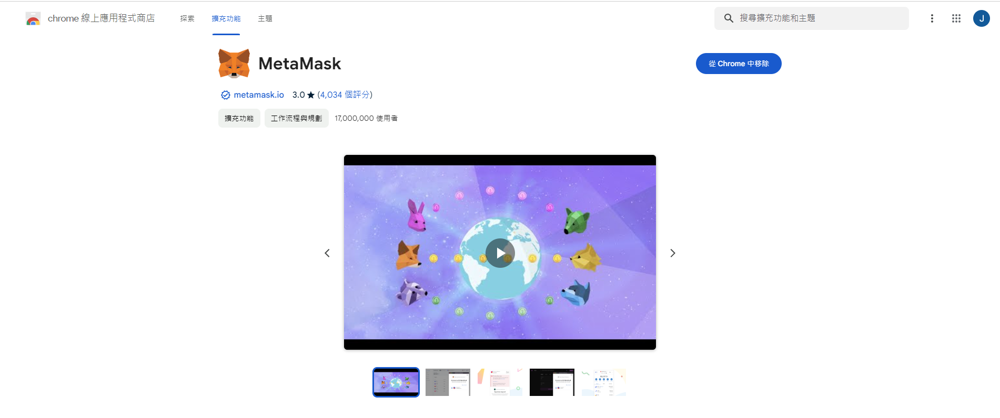 chrome 線上應用程式商店
探索
擴充功能
主題
搜尋擴充功能和主題
J
MetaMask
從 Chrome 中移除
metamask.io 3.0 ★ (4,034 個評分)
擴充功能
工作流程與規劃
17,000,000 使用者